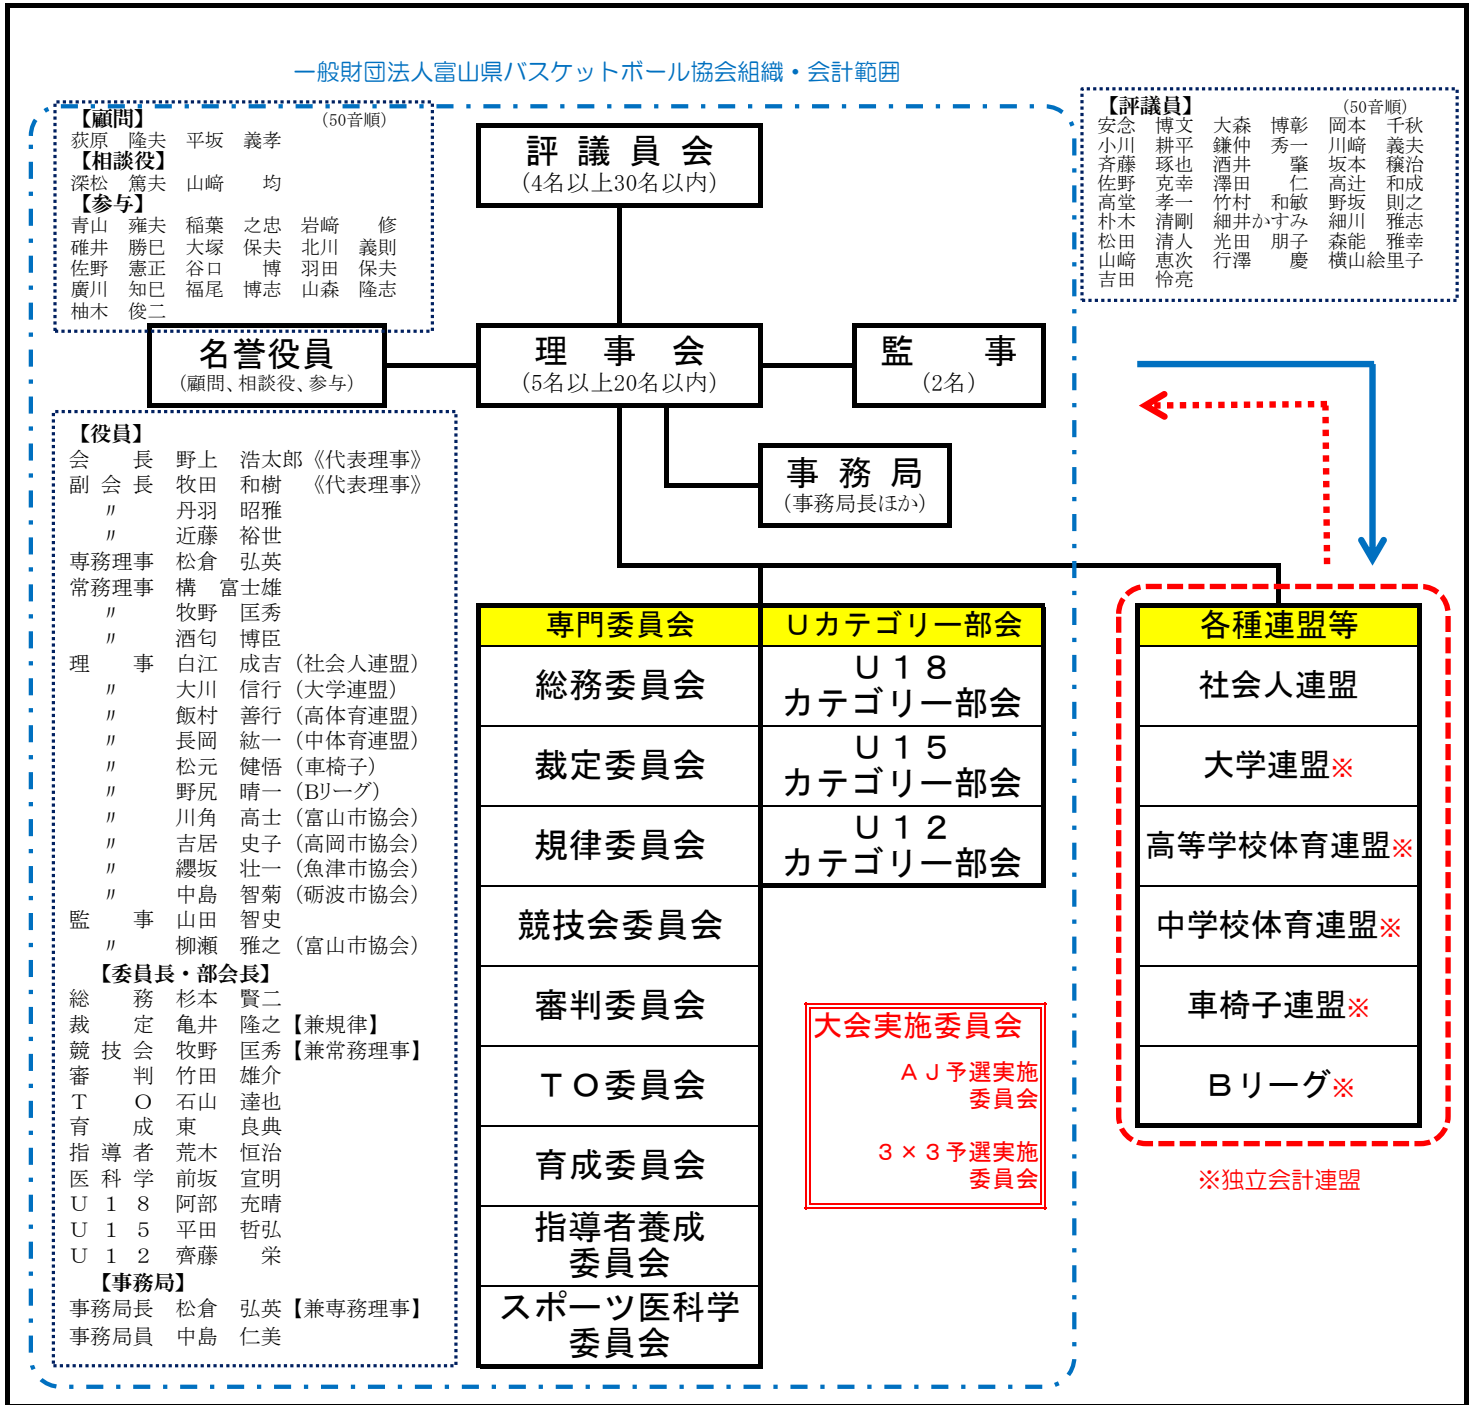 一般財団法人富山県バスケットボール協会組織・会計範囲
【顧問】 (50音順)
荻原 隆夫 平坂 義孝
【相談役】
深松 篤夫 山﨑 均
【参与】
青山 雍夫 稲葉 之忠 岩﨑 修
碓井 勝巳 大塚 保夫 北川 義則
佐野 憲正 谷口 博 羽田 保夫
廣川 知巳 福尾 博志 山森 隆志
柚木 俊二
評議員会
(4名以上30名以内)
【評議員】 (50音順)
安念 博文 大森 博彰 岡本 千秋
小川 耕平 鎌仲 秀一 川﨑 義夫
斉藤 琢也 酒井 肇 坂本 穣治
佐野 克幸 澤田 仁 高辻 和成
高堂 孝一 竹村 和敏 野坂 則之
朴木 清剛 細井かすみ 細川 雅志
松田 清人 光田 朋子 森能 雅幸
山﨑 恵次 行澤 慶 横山絵里子
吉田 怜亮
名誉役員
(顧問、相談役、参与)
理事会
(5名以上20名以内)
監事
(2名)
事務局
(事務局長ほか)
【役員】
会長 野上 浩太郎《代表理事》
副会長 牧田 和樹 《代表理事》
〃 丹羽 昭雅
〃 近藤 裕世
専務理事 松倉 弘英
常務理事 構 富士雄
〃 牧野 匡秀
〃 酒匂 博臣
理事 白江 成吉(社会人連盟)
〃 大川 信行(大学連盟)
〃 飯村 善行(高体育連盟)
〃 長岡 紘一(中体育連盟)
〃 松元 健悟(車椅子)
〃 野尻 晴一(Bリーグ)
〃 川角 高士(富山市協会)
〃 吉居 史子(高岡市協会)
〃 纓坂 壮一(魚津市協会)
〃 中島 智菊(砺波市協会)
監事 山田 智史
〃 柳瀬 雅之(富山市協会)
【委員長・部会長】
総務 杉本 賢二
裁定 亀井 隆之【兼規律】
競技会 牧野 匡秀【兼常務理事】
審判 竹田 雄介
TO 石山 達也
育成 東 良典
指導者 荒木 恒治
医科学 前坂 宣明
U18 阿部 充晴
U15 平田 哲弘
U12 齊藤 栄
【事務局】
事務局長 松倉 弘英【兼専務理事】
事務局員 中島 仁美
専門委員会
総務委員会
裁定委員会
規律委員会
競技会委員会
審判委員会
TO委員会
育成委員会
指導者養成
委員会
スポーツ医科学
委員会
Uカテゴリー部会
U18
カテゴリー部会
U15
カテゴリー部会
U12
カテゴリー部会
大会実施委員会
AJ予選実施
委員会
3×3予選実施
委員会
各種連盟等
社会人連盟
大学連盟※
高等学校体育連盟※
中学校体育連盟※
車椅子連盟※
Bリーグ※
※独立会計連盟